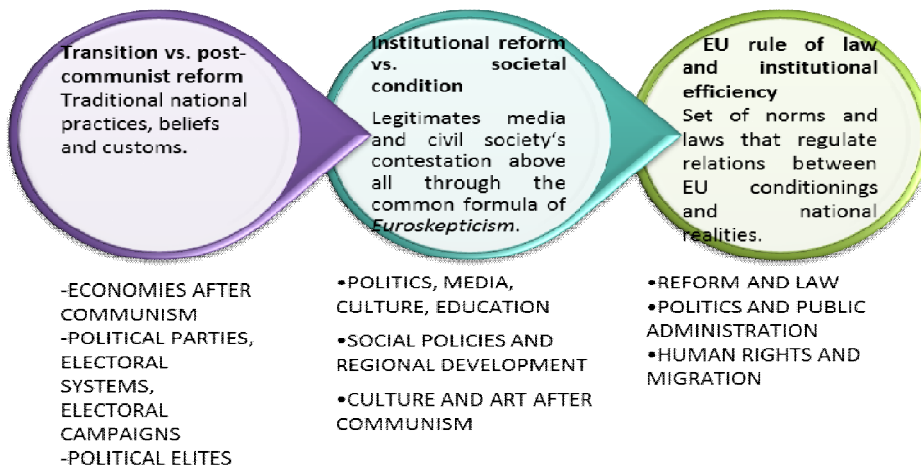 Transition vs. post-
communist reform
Traditional national
practices, beliefs
and customs.
-ECONOMIES AFTER
COMMUNISM
-POLITICAL PARTIES,
ELECTORAL
SYSTEMS,
ELECTORAL
CAMPAIGNS
-POLITICAL ELITES
Institutional reform
vs. societal
condition
Legitimates media
and civil society's
contestation above
all through the
common formula of
Euroskepticism.
•POLITICS, MEDIA,
CULTURE, EDUCATION
•SOCIAL POLICIES AND
REGIONAL DEVELOPMENT
•CULTURE AND ART AFTER
COMMUNISM
EU rule of law
and institutional
efficiency
Set of norms and
laws that regulate
relations between
EU conditionings
and national
realities.
•REFORM AND LAW
•POLITICS AND PUBLIC
ADMINISTRATION
•HUMAN RIGHTS AND
MIGRATION